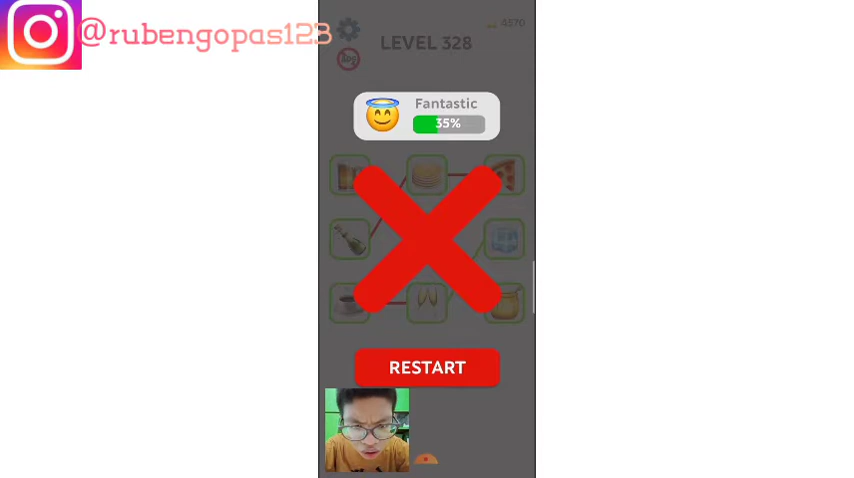 @rubengopas123
4570
LEVEL 328
Fantastic
35%
RESTART